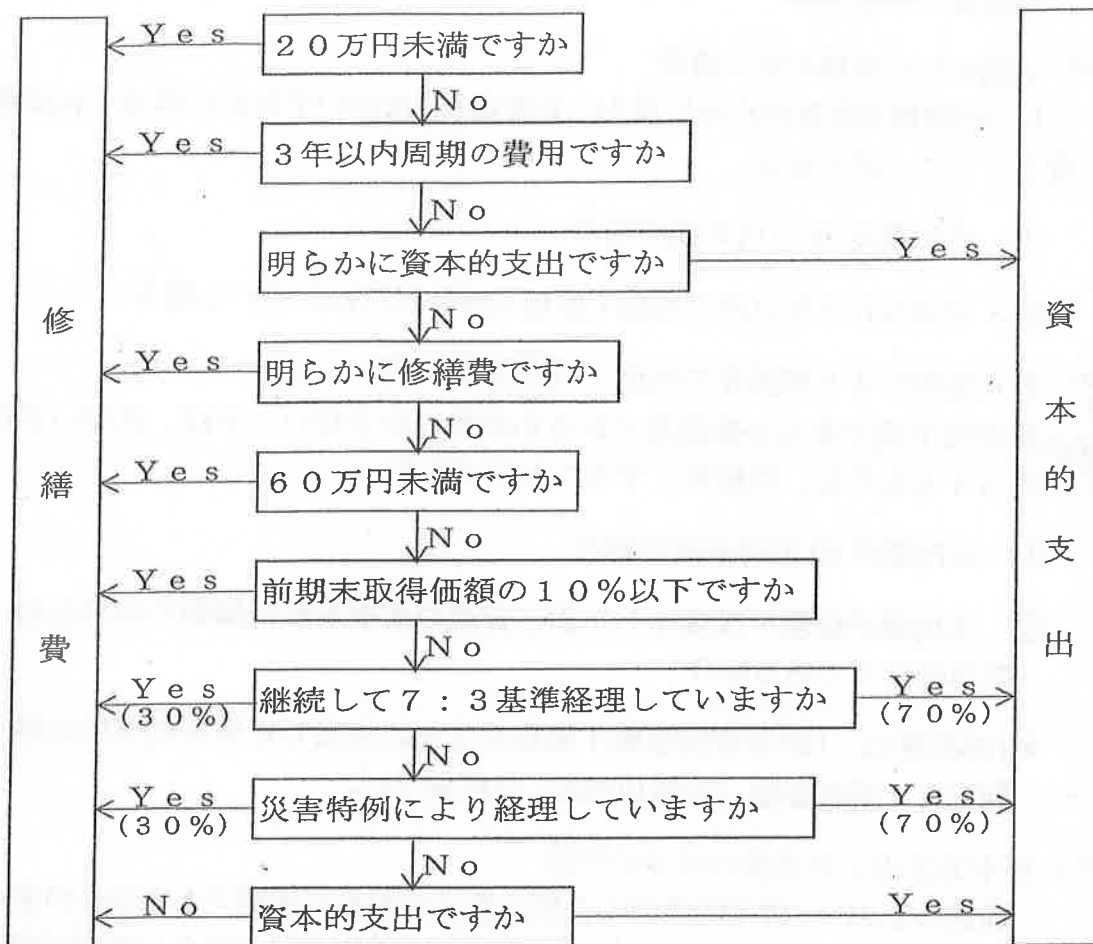 Yes ２０万円未満ですか
No
Yes ３年以内周期の費用ですか
No
明らかに資本的支出ですか Yes
No
Yes 明らかに修繕費ですか
No
Yes ６０万円未満ですか
No
Yes 前期末取得価額の１０％以下ですか
No
Yes (３０％) 継続して７：３基準経理していますか Yes (７０％)
No
Yes (３０％) 災害特例により経理していますか Yes (７０％)
No
No 資本的支出ですか Yes
修繕費
資本的支出